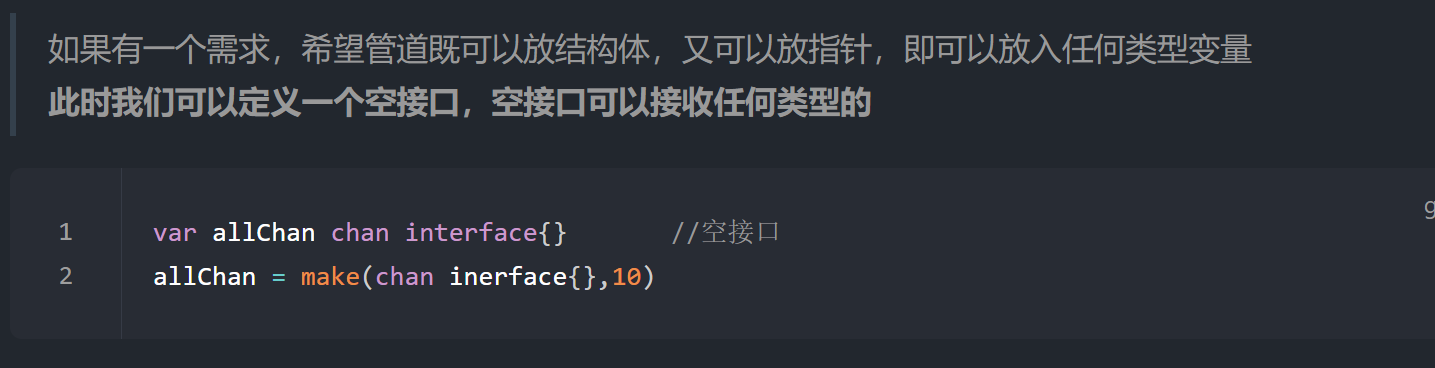 如果有一个需求，希望管道既可以放结构体，又可以放指针，即可以放入任何类型变量
此时我们可以定义一个空接口，空接口可以接收任何类型的
1 var allChan chan interface{} //空接口
2 allChan = make(chan inerface{},10)